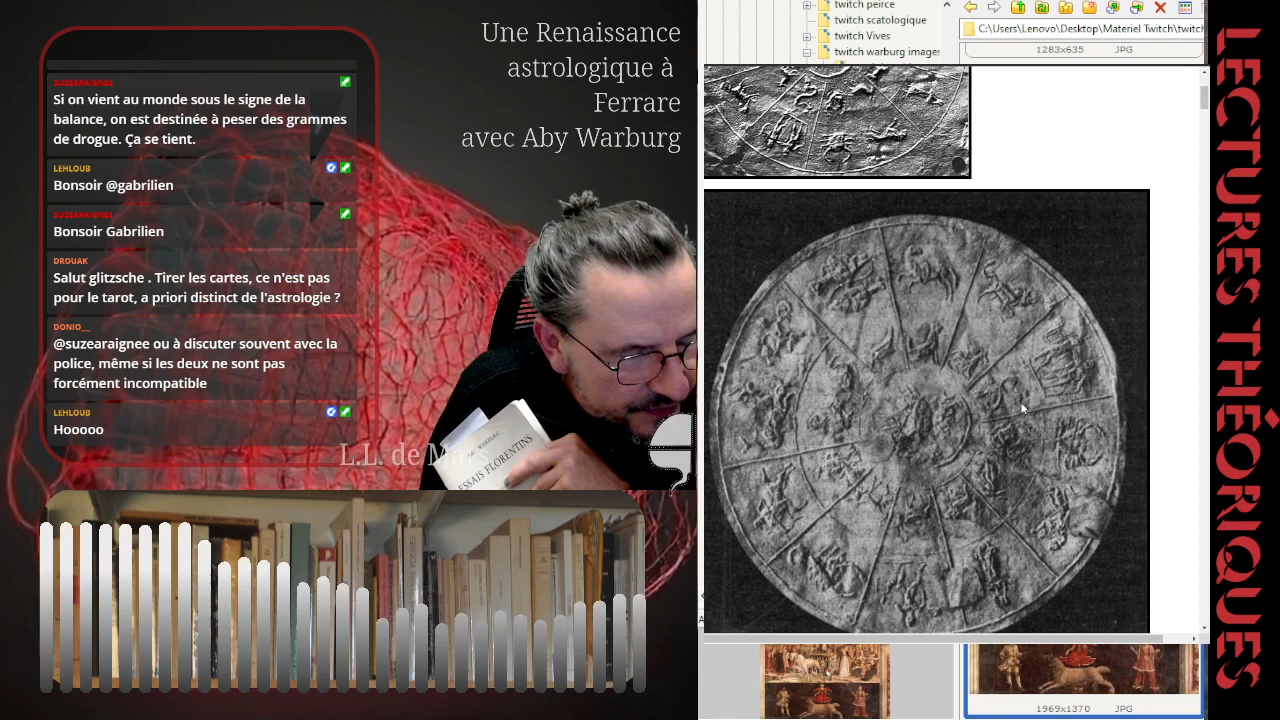 Une Renaissance
astrologique à
Ferrare
avec Aby Warburg
SUZEARAIGNEE
Si on vient au monde sous le signe de la
balance, on est destinée à peser des grammes
de drogue. Ça se tient.
LEHLOUB
Bonsoir @gabrilien
SUZEARAIGNEE
Bonsoir Gabrilien
DROUAK
Salut glitzsche . Tirer les cartes, ce n'est pas
pour le tarot, a priori distinct de l'astrologie ?
DONIO__
@suzearaignee ou à discuter souvent avec la
police, même si les deux ne sont pas
forcément incompatible
LEHLOUB
Hooooo
L.L. de Mars
ESSAIS FLORENTINS
twitch peirce
twitch scatologique
twitch Vives
twitch warburg images
C:\Users\Lenovo\Desktop\Materiel Twitch\twitch
1283x635 JPG
1969x1370 JPG
LECTURES THÉORIQUES